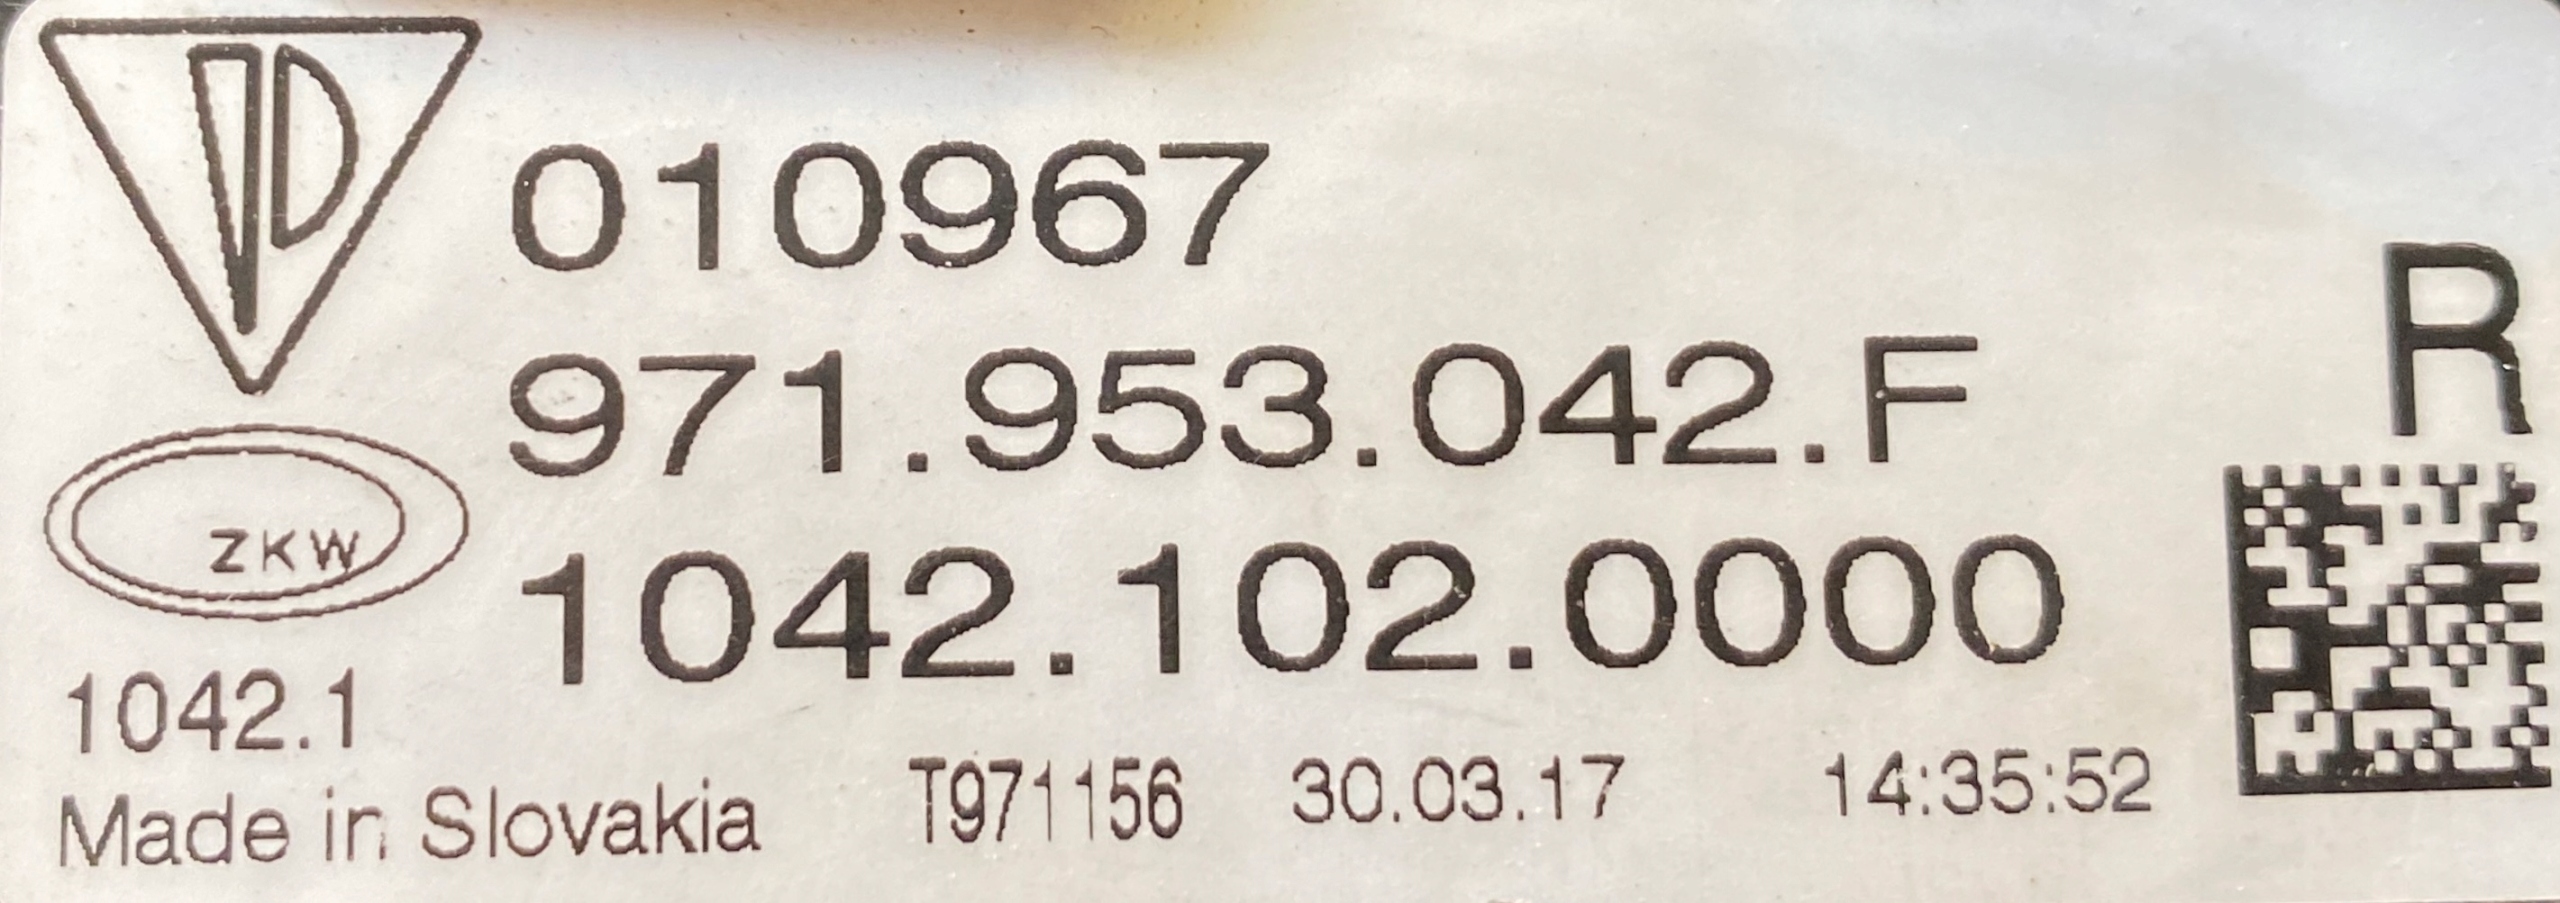 010967
R
971.953.042.F
ZKW
1042.102.0000
1042.1
Made in Slovakia T971156 30.03.17 14:35:52